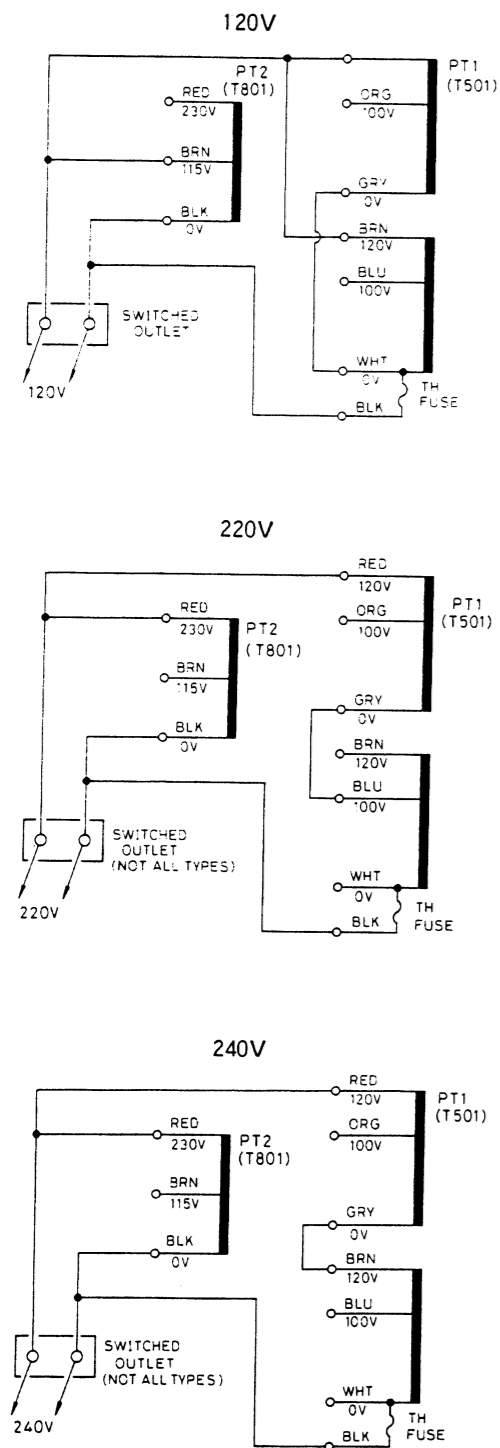 120V
PT2
(T801)
RED
230V
BRN
115V
BLK
0V
SWITCHED
OUTLET
120V
PT1
(T501)
ORG
100V
GRY
0V
BRN
120V
BLU
100V
WHT
0V
BLK
TH
FUSE
220V
RED
230V
PT2
(T801)
BRN
115V
BLK
0V
SWITCHED
OUTLET
(NOT ALL TYPES)
220V
RED
120V
PT1
(T501)
ORG
100V
GRY
0V
BRN
120V
BLU
100V
WHT
0V
BLK
TH
FUSE
240V
RED
230V
PT2
(T801)
BRN
115V
BLK
0V
SWITCHED
OUTLET
(NOT ALL TYPES)
240V
RED
120V
PT1
(T501)
ORG
100V
GRY
0V
BRN
120V
BLU
100V
WHT
0V
BLK
TH
FUSE